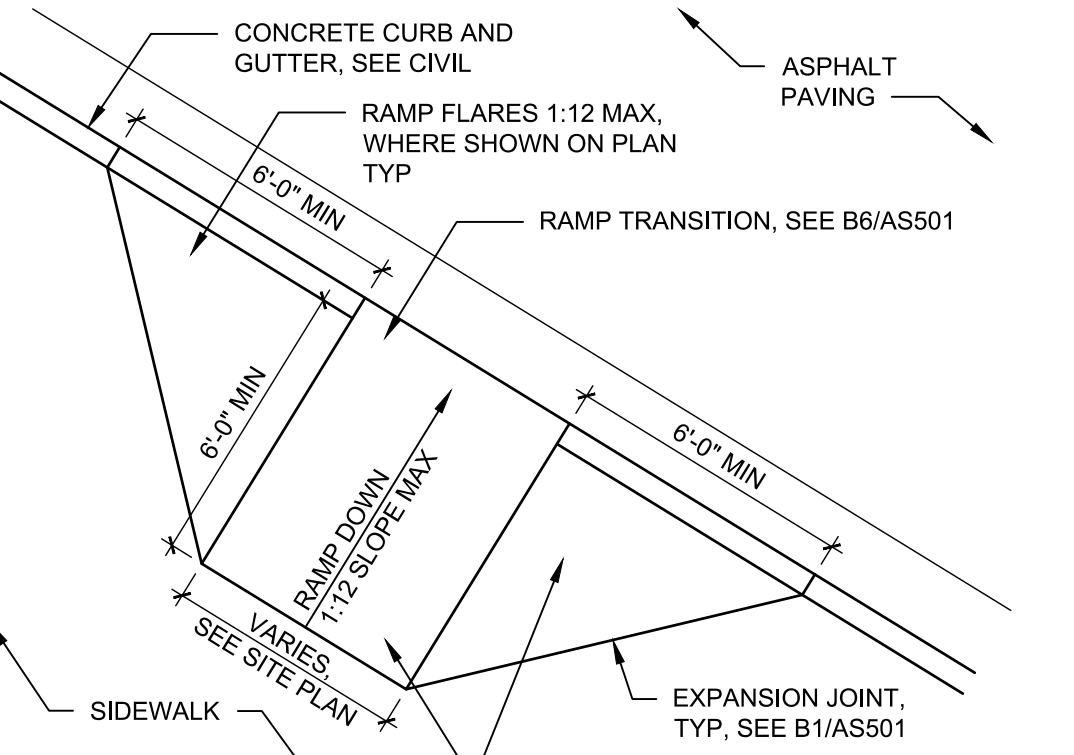 CONCRETE CURB AND
GUTTER, SEE CIVIL
ASPHALT
PAVING
RAMP FLARES 1:12 MAX,
WHERE SHOWN ON PLAN
TYP
6'-0" MIN
RAMP TRANSITION, SEE B6/AS501
6'-0" MIN
6'-0" MIN
RAMP DOWN
1:12 SLOPE MAX
VARIES,
SEE SITE PLAN
SIDEWALK
EXPANSION JOINT,
TYP, SEE B1/AS501